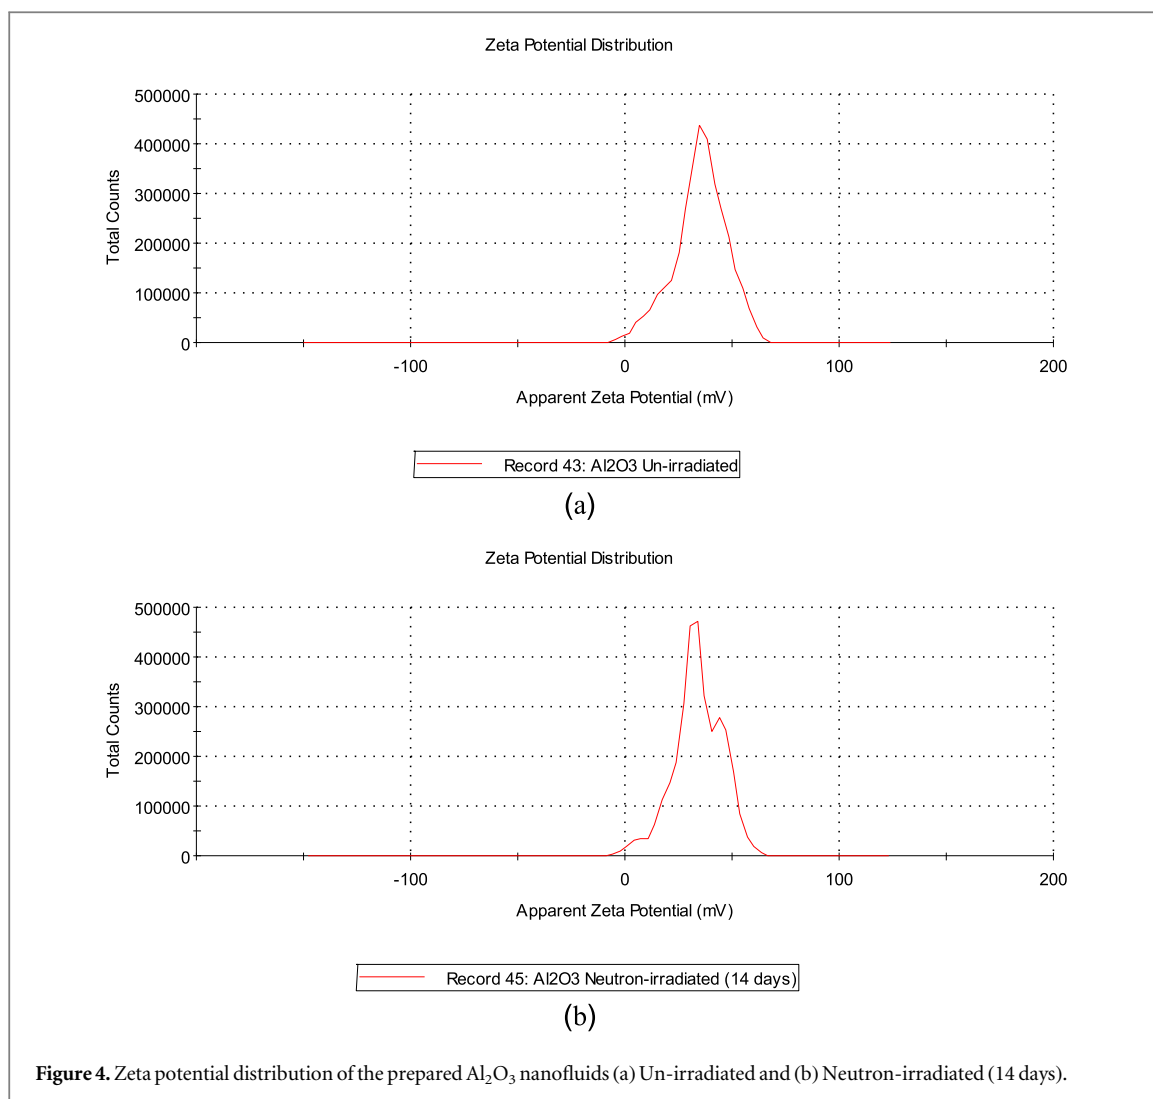 Zeta Potential Distribution
500000
400000
300000
200000
100000
0
Total Counts
-100 0 100 200
Apparent Zeta Potential (mV)
Record 43: Al2O3 Un-irradiated
(a)
Zeta Potential Distribution
500000
400000
300000
200000
100000
0
Total Counts
-100 0 100 200
Apparent Zeta Potential (mV)
Record 45: Al2O3 Neutron-irradiated (14 days)
(b)
Figure 4. Zeta potential distribution of the prepared Al₂O₃ nanofluids (a) Un-irradiated and (b) Neutron-irradiated (14 days).